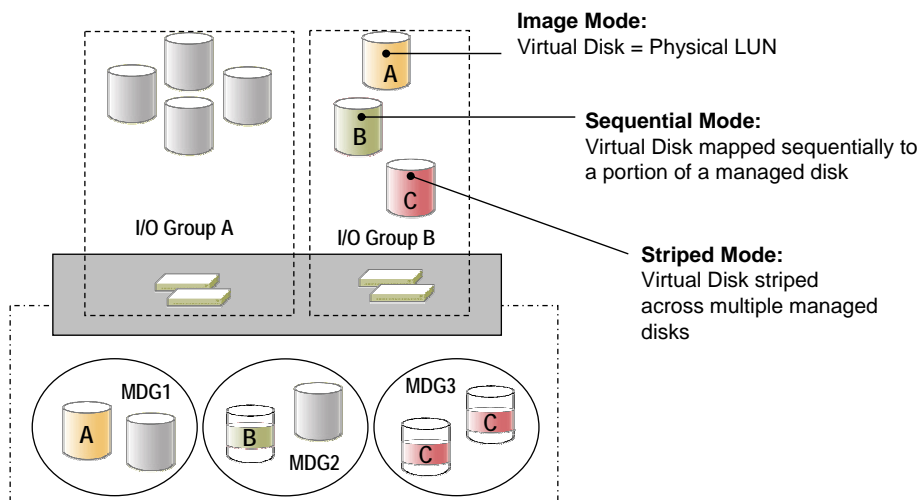 Image Mode:
Virtual Disk = Physical LUN
A
Sequential Mode:
Virtual Disk mapped sequentially to
a portion of a managed disk
B
C
I/O Group A
I/O Group B
Striped Mode:
Virtual Disk striped
across multiple managed
disks
MDG1
A
B
MDG2
MDG3
C
C